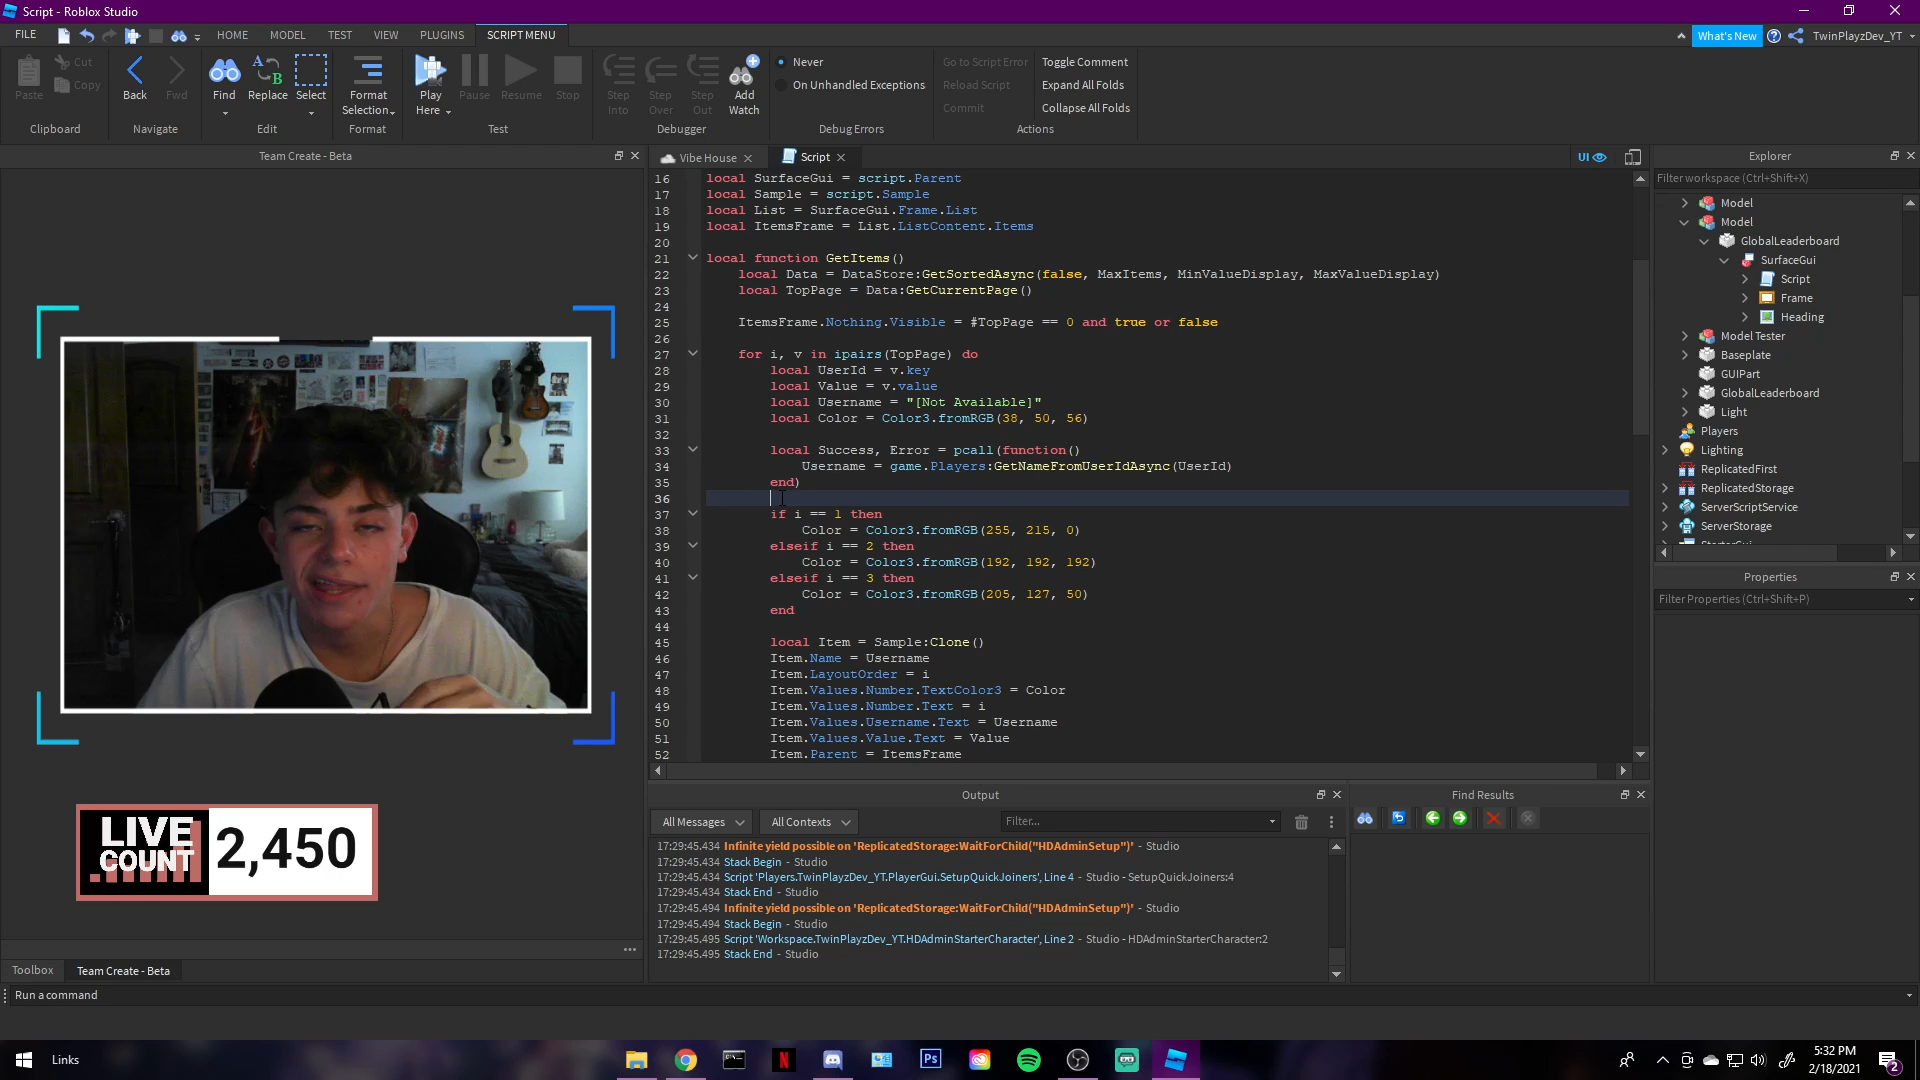 Script - Roblox Studio
FILE
HOME
MODEL
TEST
VIEW
PLUGINS
SCRIPT MENU
What's New
TwinPlayzDev_YT
Paste
Cut
Copy
Clipboard
Back
Fwd
Navigate
Find
Replace
Select
Edit
Format Selection
Format
Play Here
Pause
Resume
Stop
Test
Step Into
Step Over
Step Out
Add Watch
Debugger
Never
On Unhandled Exceptions
Debug Errors
Go to Script Error
Reload Script
Commit
Toggle Comment
Expand All Folds
Collapse All Folds
Actions
Team Create - Beta
Vibe House
Script
UI
16 local SurfaceGui = script.Parent
17 local Sample = script.Sample
18 local List = SurfaceGui.Frame.List
19 local ItemsFrame = List.ListContent.Items
20
21 local function GetItems()
22 local Data = DataStore:GetSortedAsync(false, MaxItems, MinValueDisplay, MaxValueDisplay)
23 local TopPage = Data:GetCurrentPage()
24
25 ItemsFrame.Nothing.Visible = #TopPage == 0 and true or false
26
27 for i, v in ipairs(TopPage) do
28 local UserId = v.key
29 local Value = v.value
30 local Username = "[Not Available]"
31 local Color = Color3.fromRGB(38, 50, 56)
32
33 local Success, Error = pcall(function()
34 Username = game.Players:GetNameFromUserIdAsync(UserId)
35 end)
36
37 if i == 1 then
38 Color = Color3.fromRGB(255, 215, 0)
39 elseif i == 2 then
40 Color = Color3.fromRGB(192, 192, 192)
41 elseif i == 3 then
42 Color = Color3.fromRGB(205, 127, 50)
43 end
44
45 local Item = Sample:Clone()
46 Item.Name = Username
47 Item.LayoutOrder = i
48 Item.Values.Number.TextColor3 = Color
49 Item.Values.Number.Text = i
50 Item.Values.Username.Text = Username
51 Item.Values.Value.Text = Value
52 Item.Parent = ItemsFrame
Explorer
Filter workspace (Ctrl+Shift+X)
Model
Model
GlobalLeaderboard
SurfaceGui
Script
Frame
Heading
Model Tester
Baseplate
GUIPart
GlobalLeaderboard
Light
Players
Lighting
ReplicatedFirst
ReplicatedStorage
ServerScriptService
ServerStorage
StarterGui
Properties
Filter Properties (Ctrl+Shift+P)
LIVE COUNT 2,450
Output
All Messages
All Contexts
Filter...
17:29:45.434 Infinite yield possible on 'ReplicatedStorage:WaitForChild("HDAdminSetup")' - Studio
17:29:45.434 Stack Begin - Studio
17:29:45.434 Script 'Players.TwinPlayzDev_YT.PlayerGui.SetupQuickJoiners', Line 4 - Studio - SetupQuickJoiners:4
17:29:45.434 Stack End - Studio
17:29:45.494 Infinite yield possible on 'ReplicatedStorage:WaitForChild("HDAdminSetup")' - Studio
17:29:45.494 Stack Begin - Studio
17:29:45.495 Script 'Workspace.TwinPlayzDev_YT.HDAdminStarterCharacter', Line 2 - Studio - HDAdminStarterCharacter:2
17:29:45.495 Stack End - Studio
Find Results
Toolbox
Team Create - Beta
Run a command
Links
Ps
5:32 PM
2/18/2021
2